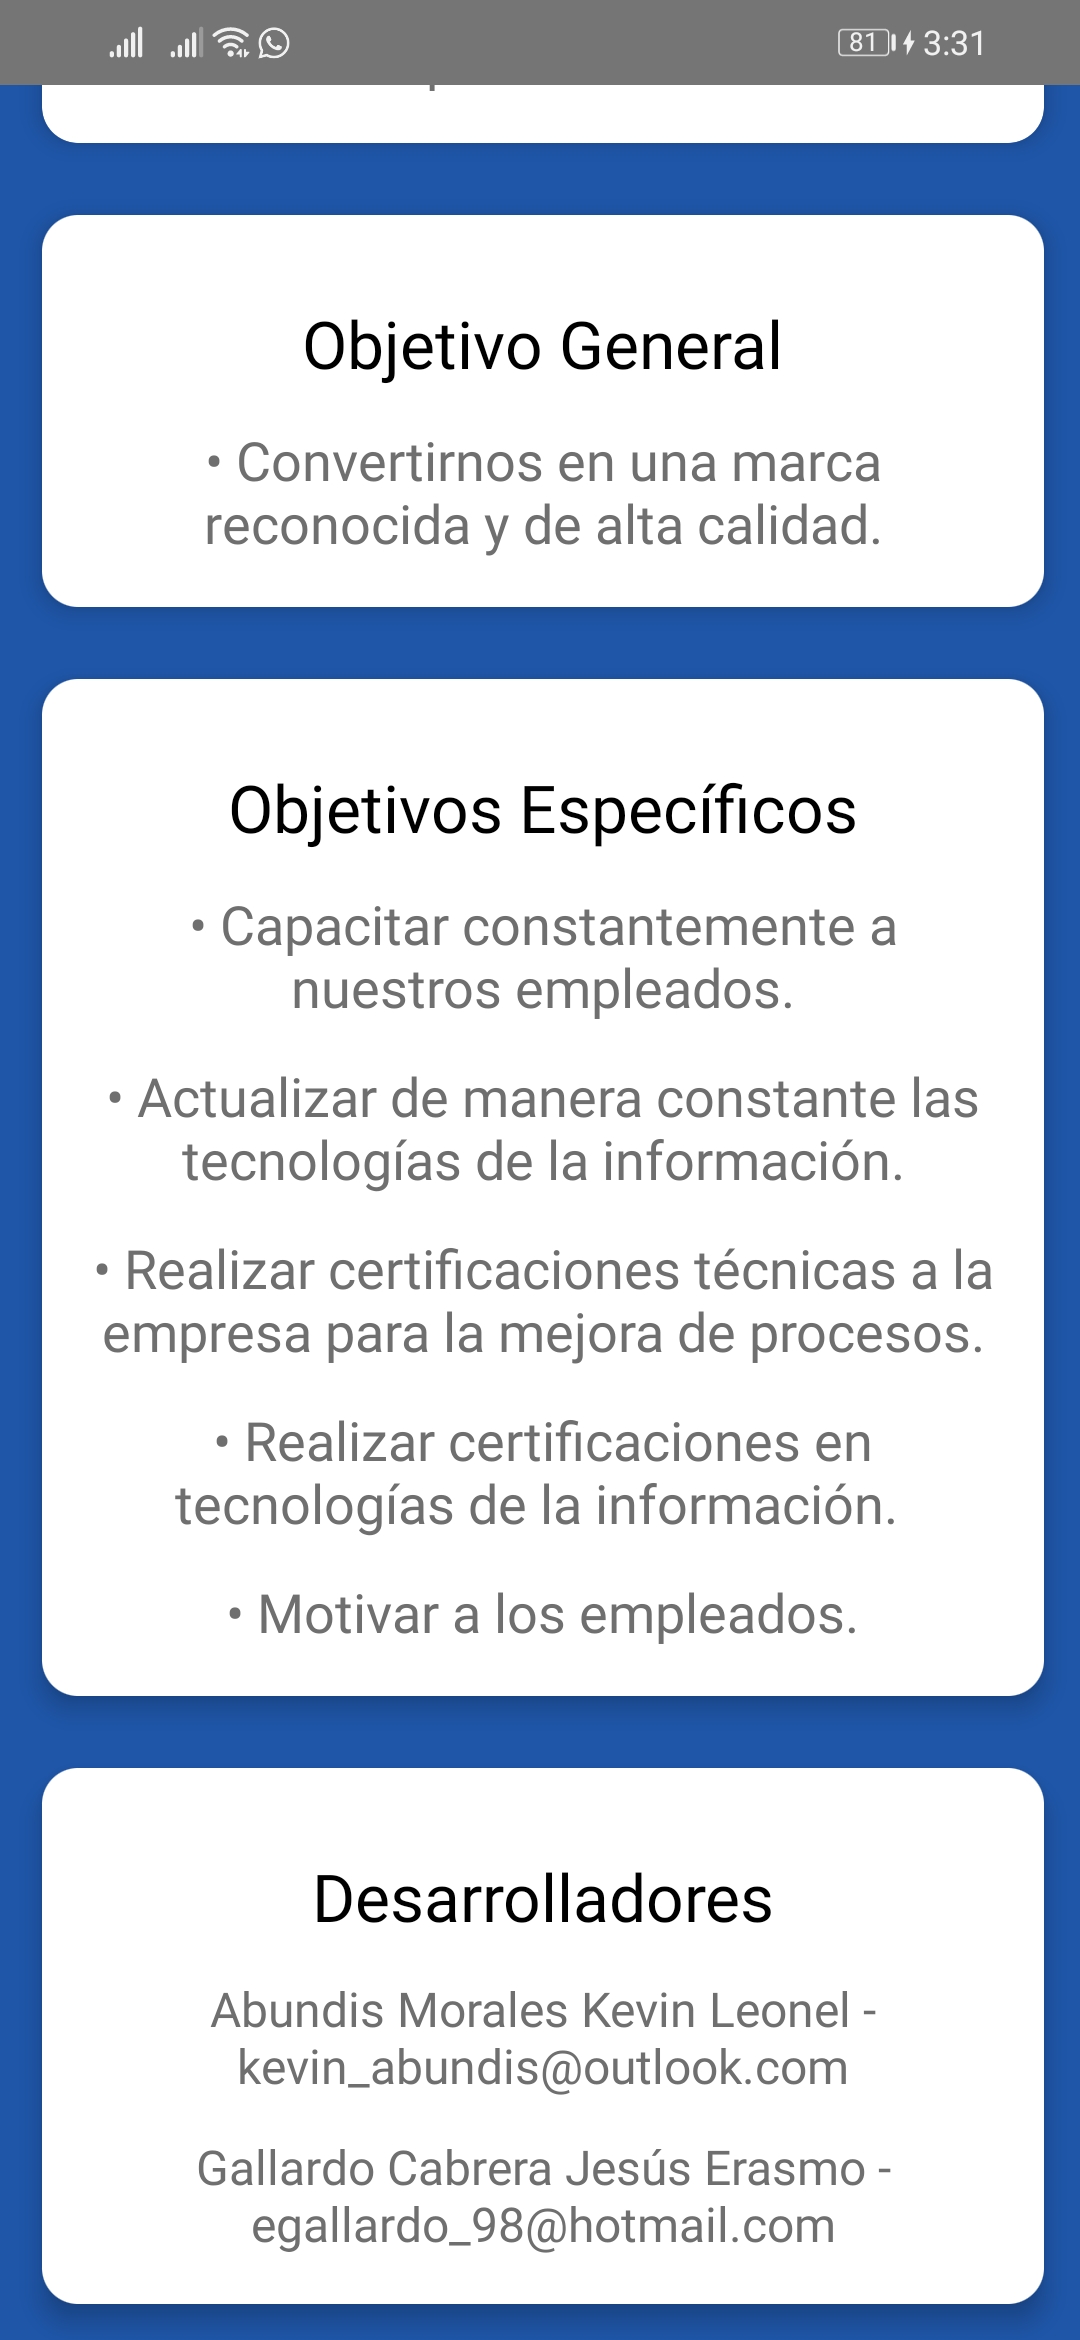 81 3:31
Objetivo General
• Convertirnos en una marca
reconocida y de alta calidad.
Objetivos Específicos
• Capacitar constantemente a
nuestros empleados.
• Actualizar de manera constante las
tecnologías de la información.
• Realizar certificaciones técnicas a la
empresa para la mejora de procesos.
• Realizar certificaciones en
tecnologías de la información.
• Motivar a los empleados.
Desarrolladores
Abundis Morales Kevin Leonel -
kevin_abundis@outlook.com
Gallardo Cabrera Jesús Erasmo -
egallardo_98@hotmail.com